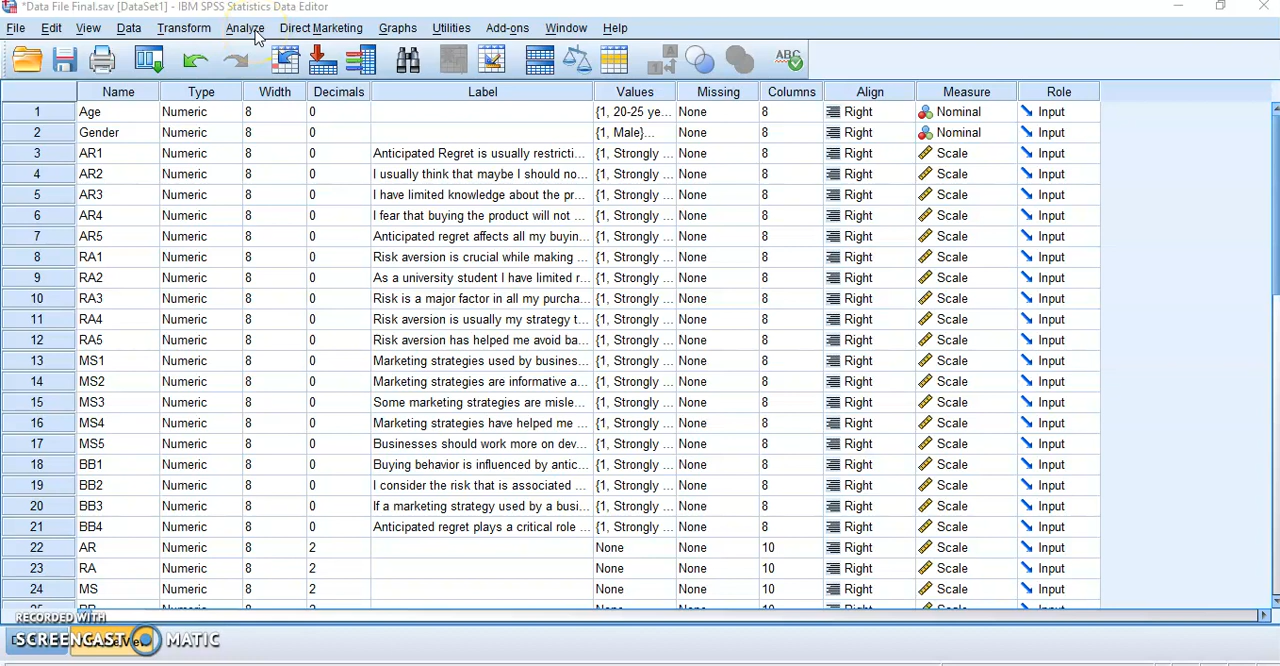 *Data File Final.sav [DataSet1] - IBM SPSS Statistics Data Editor
File Edit View Data Transform Analyze Direct Marketing Graphs Utilities Add-ons Window Help
ABC
Name Type Width Decimals Label Values Missing Columns Align Measure Role
1 Age Numeric 8 0 {1, 20-25 ye... None 8 Right Nominal Input
2 Gender Numeric 8 0 {1, Male}... None 8 Right Nominal Input
3 AR1 Numeric 8 0 Anticipated Regret is usually restricti... {1, Strongly ... None 8 Right Scale Input
4 AR2 Numeric 8 0 I usually think that maybe I should no... {1, Strongly ... None 8 Right Scale Input
5 AR3 Numeric 8 0 I have limited knowledge about the pr... {1, Strongly ... None 8 Right Scale Input
6 AR4 Numeric 8 0 I fear that buying the product will not ... {1, Strongly ... None 8 Right Scale Input
7 AR5 Numeric 8 0 Anticipated regret affects all my buyin... {1, Strongly ... None 8 Right Scale Input
8 RA1 Numeric 8 0 Risk aversion is crucial while making ... {1, Strongly ... None 8 Right Scale Input
9 RA2 Numeric 8 0 As a university student I have limited r... {1, Strongly ... None 8 Right Scale Input
10 RA3 Numeric 8 0 Risk is a major factor in all my purcha... {1, Strongly ... None 8 Right Scale Input
11 RA4 Numeric 8 0 Risk aversion is usually my strategy t... {1, Strongly ... None 8 Right Scale Input
12 RA5 Numeric 8 0 Risk aversion has helped me avoid ba... {1, Strongly ... None 8 Right Scale Input
13 MS1 Numeric 8 0 Marketing strategies used by busines... {1, Strongly ... None 8 Right Scale Input
14 MS2 Numeric 8 0 Marketing strategies are informative a... {1, Strongly ... None 8 Right Scale Input
15 MS3 Numeric 8 0 Some marketing strategies are misle... {1, Strongly ... None 8 Right Scale Input
16 MS4 Numeric 8 0 Marketing strategies have helped me ... {1, Strongly ... None 8 Right Scale Input
17 MS5 Numeric 8 0 Businesses should work more on dev... {1, Strongly ... None 8 Right Scale Input
18 BB1 Numeric 8 0 Buying behavior is influenced by antic... {1, Strongly ... None 8 Right Scale Input
19 BB2 Numeric 8 0 I consider the risk that is associated ... {1, Strongly ... None 8 Right Scale Input
20 BB3 Numeric 8 0 If a marketing strategy used by a busi... {1, Strongly ... None 8 Right Scale Input
21 BB4 Numeric 8 0 Anticipated regret plays a critical role ... {1, Strongly ... None 8 Right Scale Input
22 AR Numeric 8 2 None None 10 Right Scale Input
23 RA Numeric 8 2 None None 10 Right Scale Input
24 MS Numeric 8 2 None None 10 Right Scale Input
RECORDED WITH
SCREENCAST MATIC